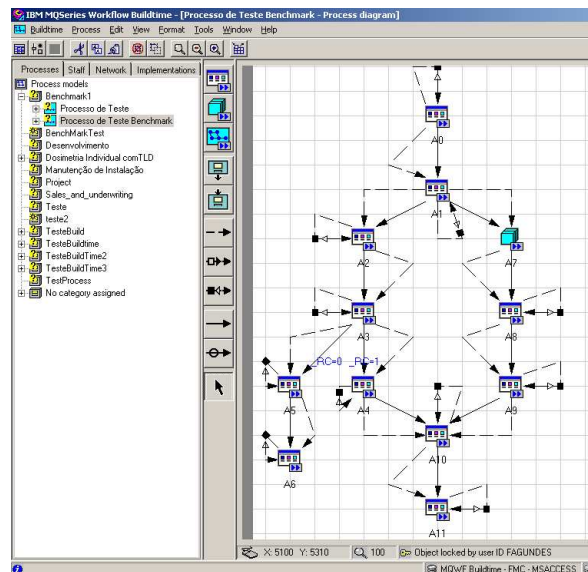 IBM MQSeries Workflow Buildtime - [Processo de Teste Benchmark - Process diagram]
Buildtime Process Edit View Format Tools Window Help
Processes Staff Network Implementations
Process models
Benchmark1
Processo de Teste
Processo de Teste Benchmark
BenchMarkTest
Desenvolvimento
Dosimetria Individual comTLD
Manutenção de Instalação
Project
Sales_and_underwriting
Teste
teste2
TesteBuild
TesteBuildtime
TesteBuildTime2
TesteBuildTime3
TestProcess
No category assigned
A0
A1
A2
A7
A3
A8
_RC=0 _RC=1
A5
A4
A9
A6
A10
A11
X: 5100 Y: 5310 100 Object locked by user ID FAGUNDES
MQWF Buildtime - FMC - MSACCESS